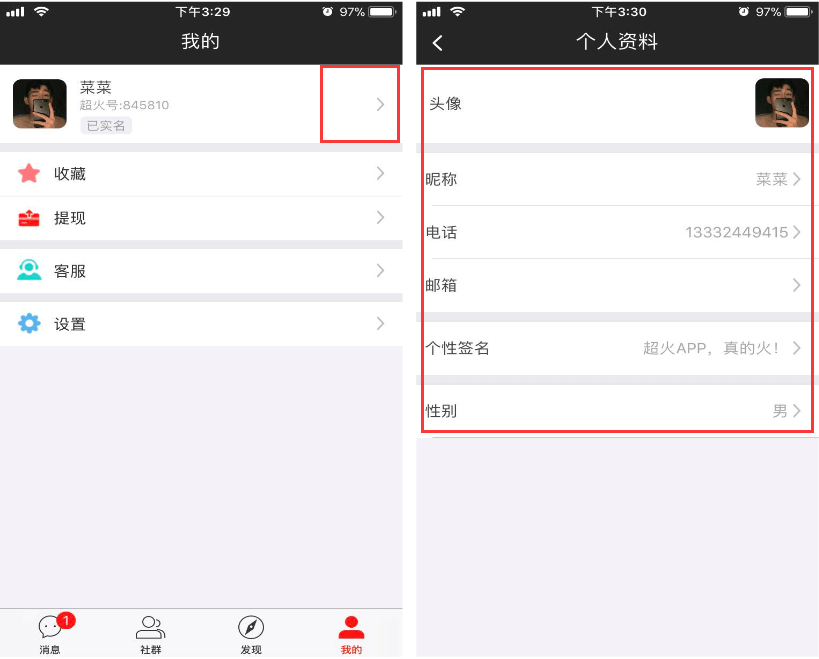 下午3:29
97%
我的
菜菜
超火号:845810
已实名
收藏
提现
客服
设置
1
消息
社群
发现
我的
下午3:30
97%
个人资料
头像
昵称
菜菜
电话
13332449415
邮箱
个性签名
超火APP，真的火！
性别
男